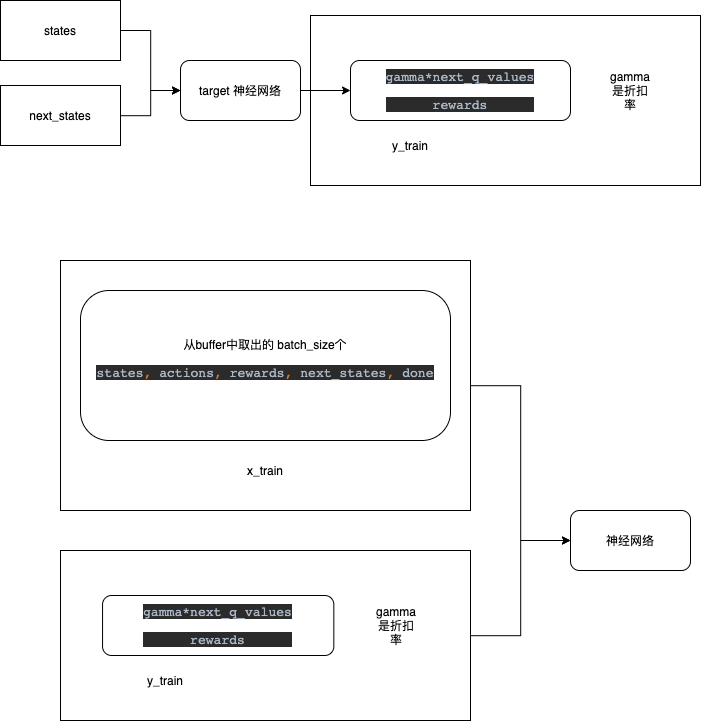 states
next_states
target 神经网络
gamma*next_q_values
rewards
y_train
gamma
是折扣
率
从buffer中取出的 batch_size个
states, actions, rewards, next_states, done
x_train
神经网络
gamma*next_q_values
rewards
y_train
gamma
是折扣
率